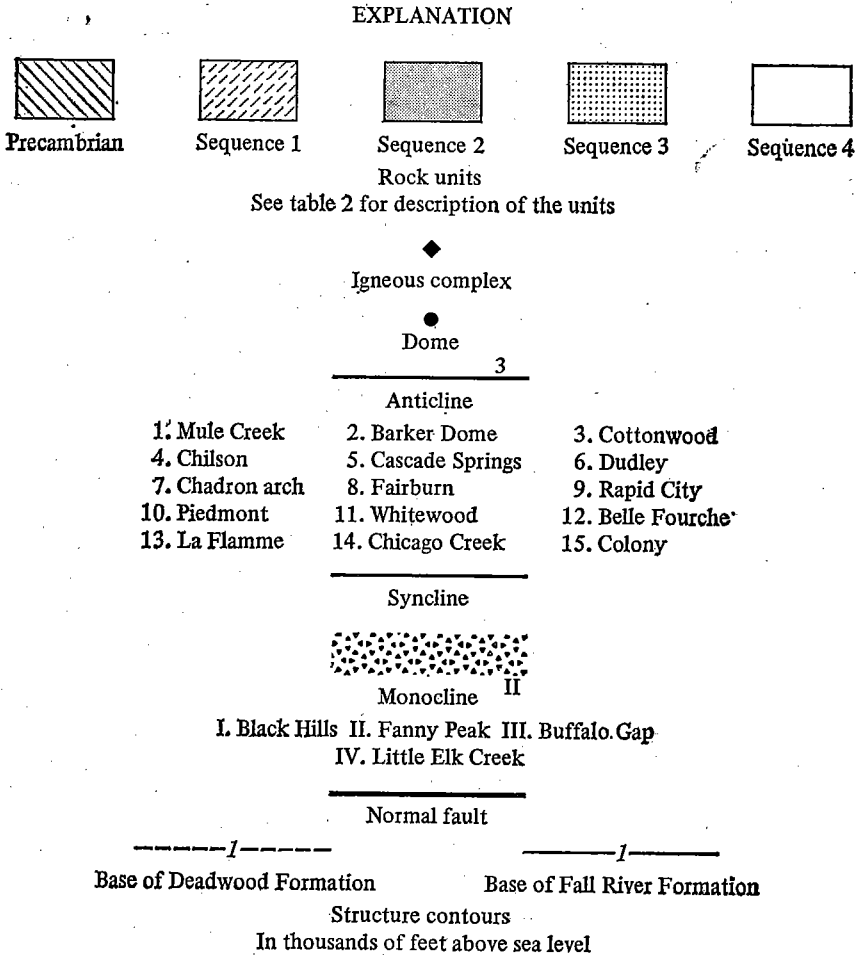 EXPLANATION
Precambrian Sequence 1 Sequence 2 Sequence 3 Sequence 4
Rock units
See table 2 for description of the units
Igneous complex
Dome
3
Anticline
1. Mule Creek 2. Barker Dome 3. Cottonwood
4. Chilson 5. Cascade Springs 6. Dudley
7. Chadron arch 8. Fairburn 9. Rapid City
10. Piedmont 11. Whitewood 12. Belle Fourche
13. La Flamme 14. Chicago Creek 15. Colony
Syncline
Monocline II
I. Black Hills II. Fanny Peak III. Buffalo Gap
IV. Little Elk Creek
Normal fault
1 1
Base of Deadwood Formation Base of Fall River Formation
Structure contours
In thousands of feet above sea level